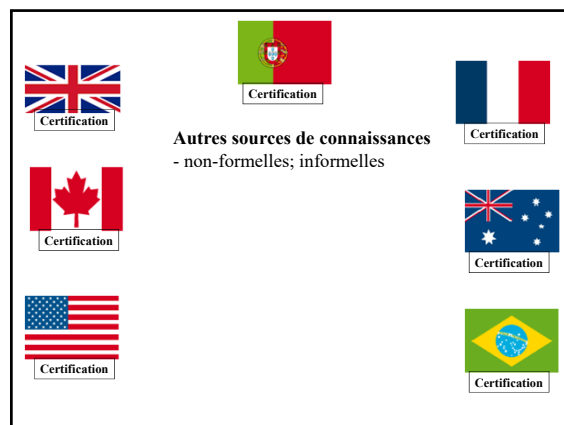 Certification
Certification
Certification
Autres sources de connaissances
- non-formelles; informelles
Certification
Certification
Certification
Certification